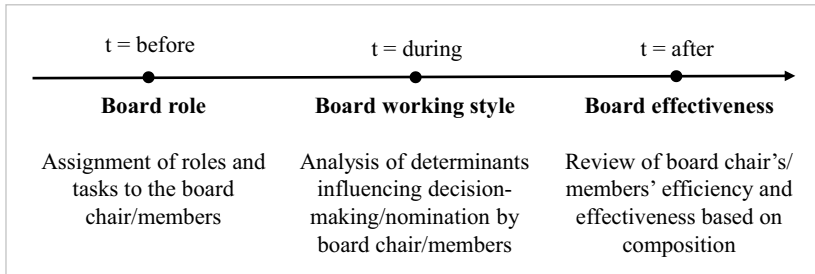 t = before
t = during
t = after
Board role
Board working style
Board effectiveness
Assignment of roles and
tasks to the board
chair/members
Analysis of determinants
influencing decision-
making/nomination by
board chair/members
Review of board chair’s/
members’ efficiency and
effectiveness based on
composition